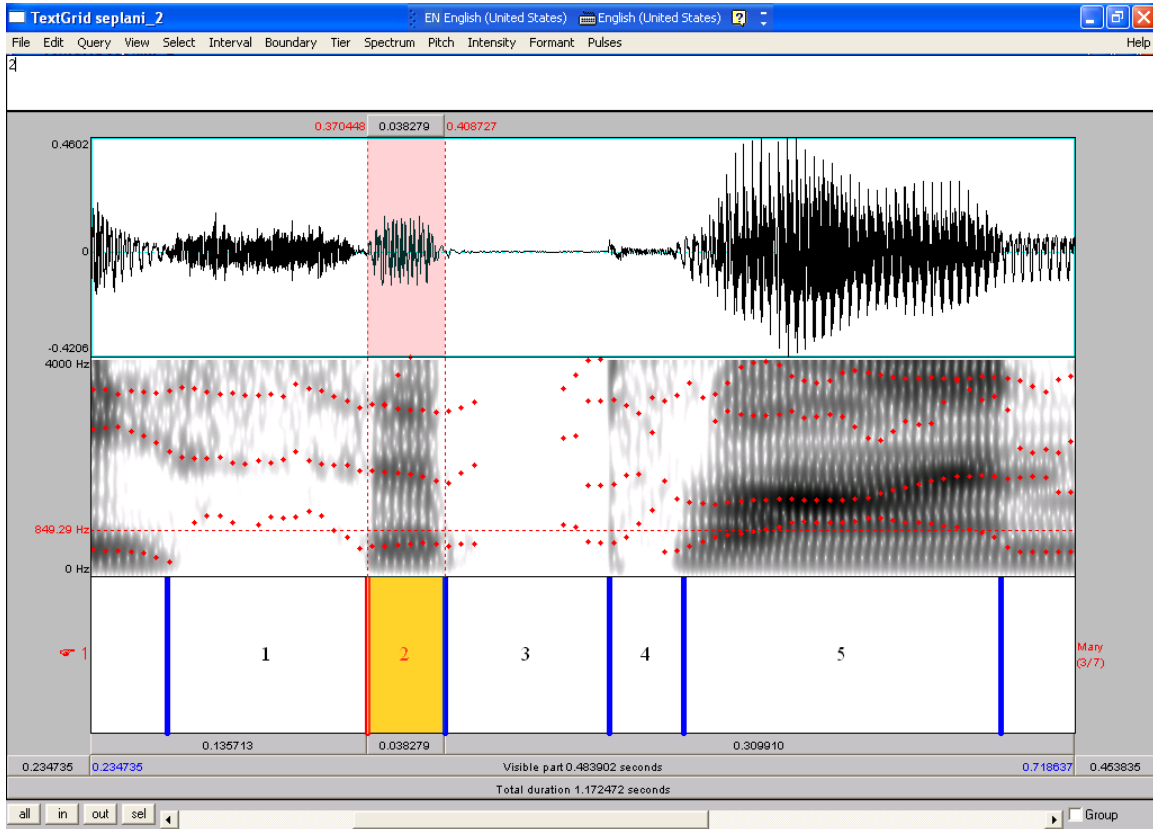 TextGrid seplani_2 EN English (United States) English (United States) ?
File Edit Query View Select Interval Boundary Tier Spectrum Pitch Intensity Formant Pulses Help
2
0.370448 0.038279 0.408727
0.4602
0
-0.4206
4000 Hz
849.29 Hz
0 Hz
1 1 2 3 4 5 Mary
(3/7)
0.135713 0.038279 0.309910
0.234735 0.234735 Visible part 0.483902 seconds 0.718637 0.453835
Total duration 1.172472 seconds
all in out sel Group